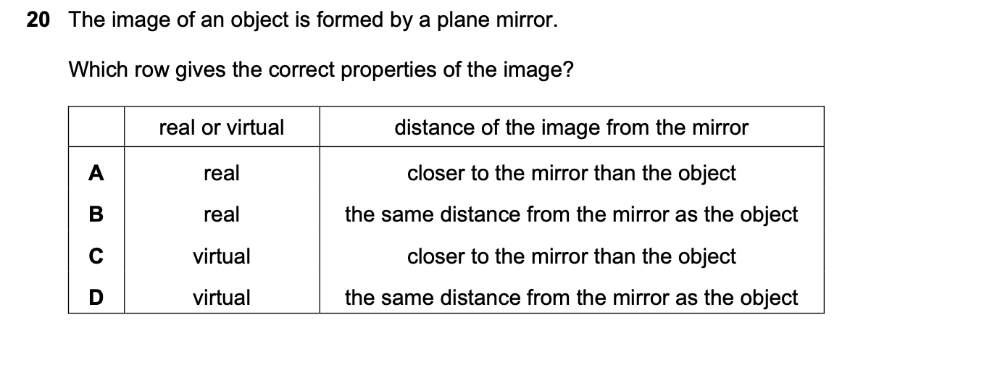 20 The image of an object is formed by a plane mirror.
Which row gives the correct properties of the image?
real or virtual distance of the image from the mirror
A real closer to the mirror than the object
B real the same distance from the mirror as the object
C virtual closer to the mirror than the object
D virtual the same distance from the mirror as the object